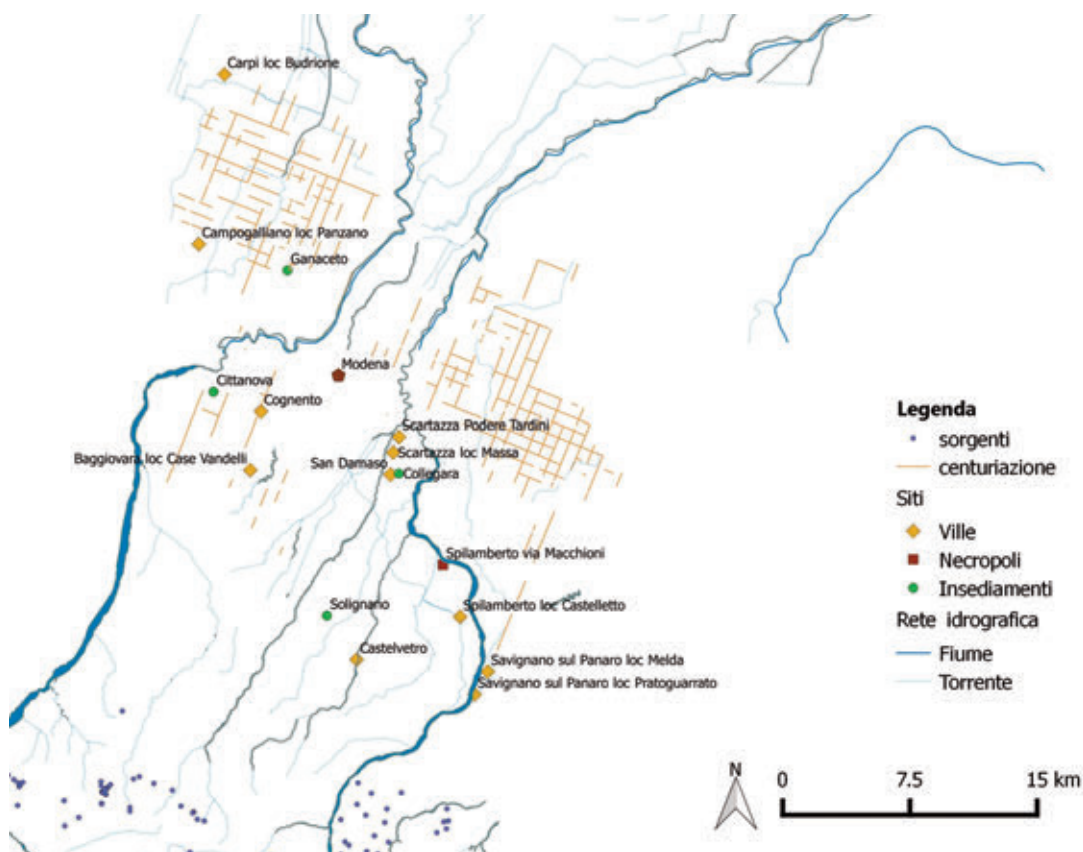 Carpi loc Budrione
Campogalliano loc Panzano
Ganaceto
Modena
Cittanova
Cognento
Scartazza Podere Tardini
Scartazza loc Massa
Baggiovara loc Case Vandelli
San Damaso
Collegara
Spilamberto via Macchioni
Solignano
Spilamberto loc Castelletto
Castelvetro
Savignano sul Panaro loc Melda
Savignano sul Panaro loc Pratoguarrato
Legenda
sorgenti
centuriazione
Siti
Ville
Necropoli
Insediamenti
Rete idrografica
Fiume
Torrente
N
0 7.5 15 km